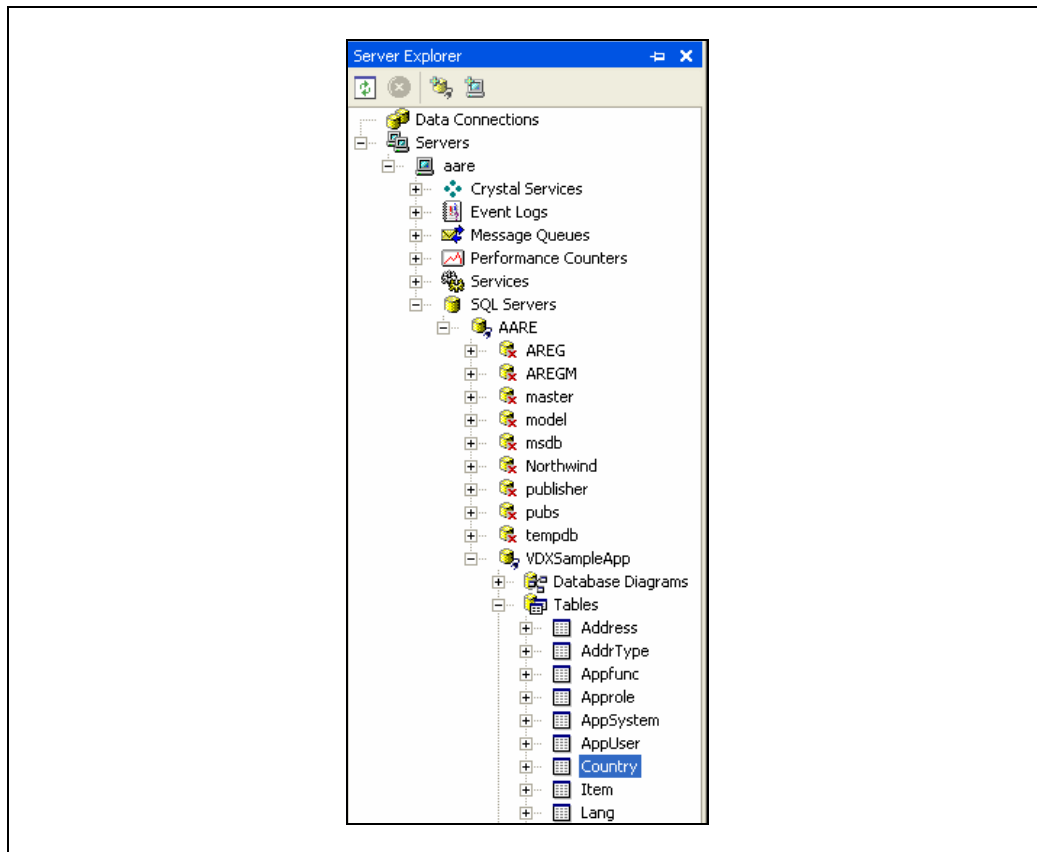 Server Explorer
Data Connections
Servers
aare
Crystal Services
Event Logs
Message Queues
Performance Counters
Services
SQL Servers
AARE
AREG
AREGM
master
model
msdb
Northwind
publisher
pubs
tempdb
VDXSampleApp
Database Diagrams
Tables
Address
AddrType
Appfunc
Approle
AppSystem
AppUser
Country
Item
Lang